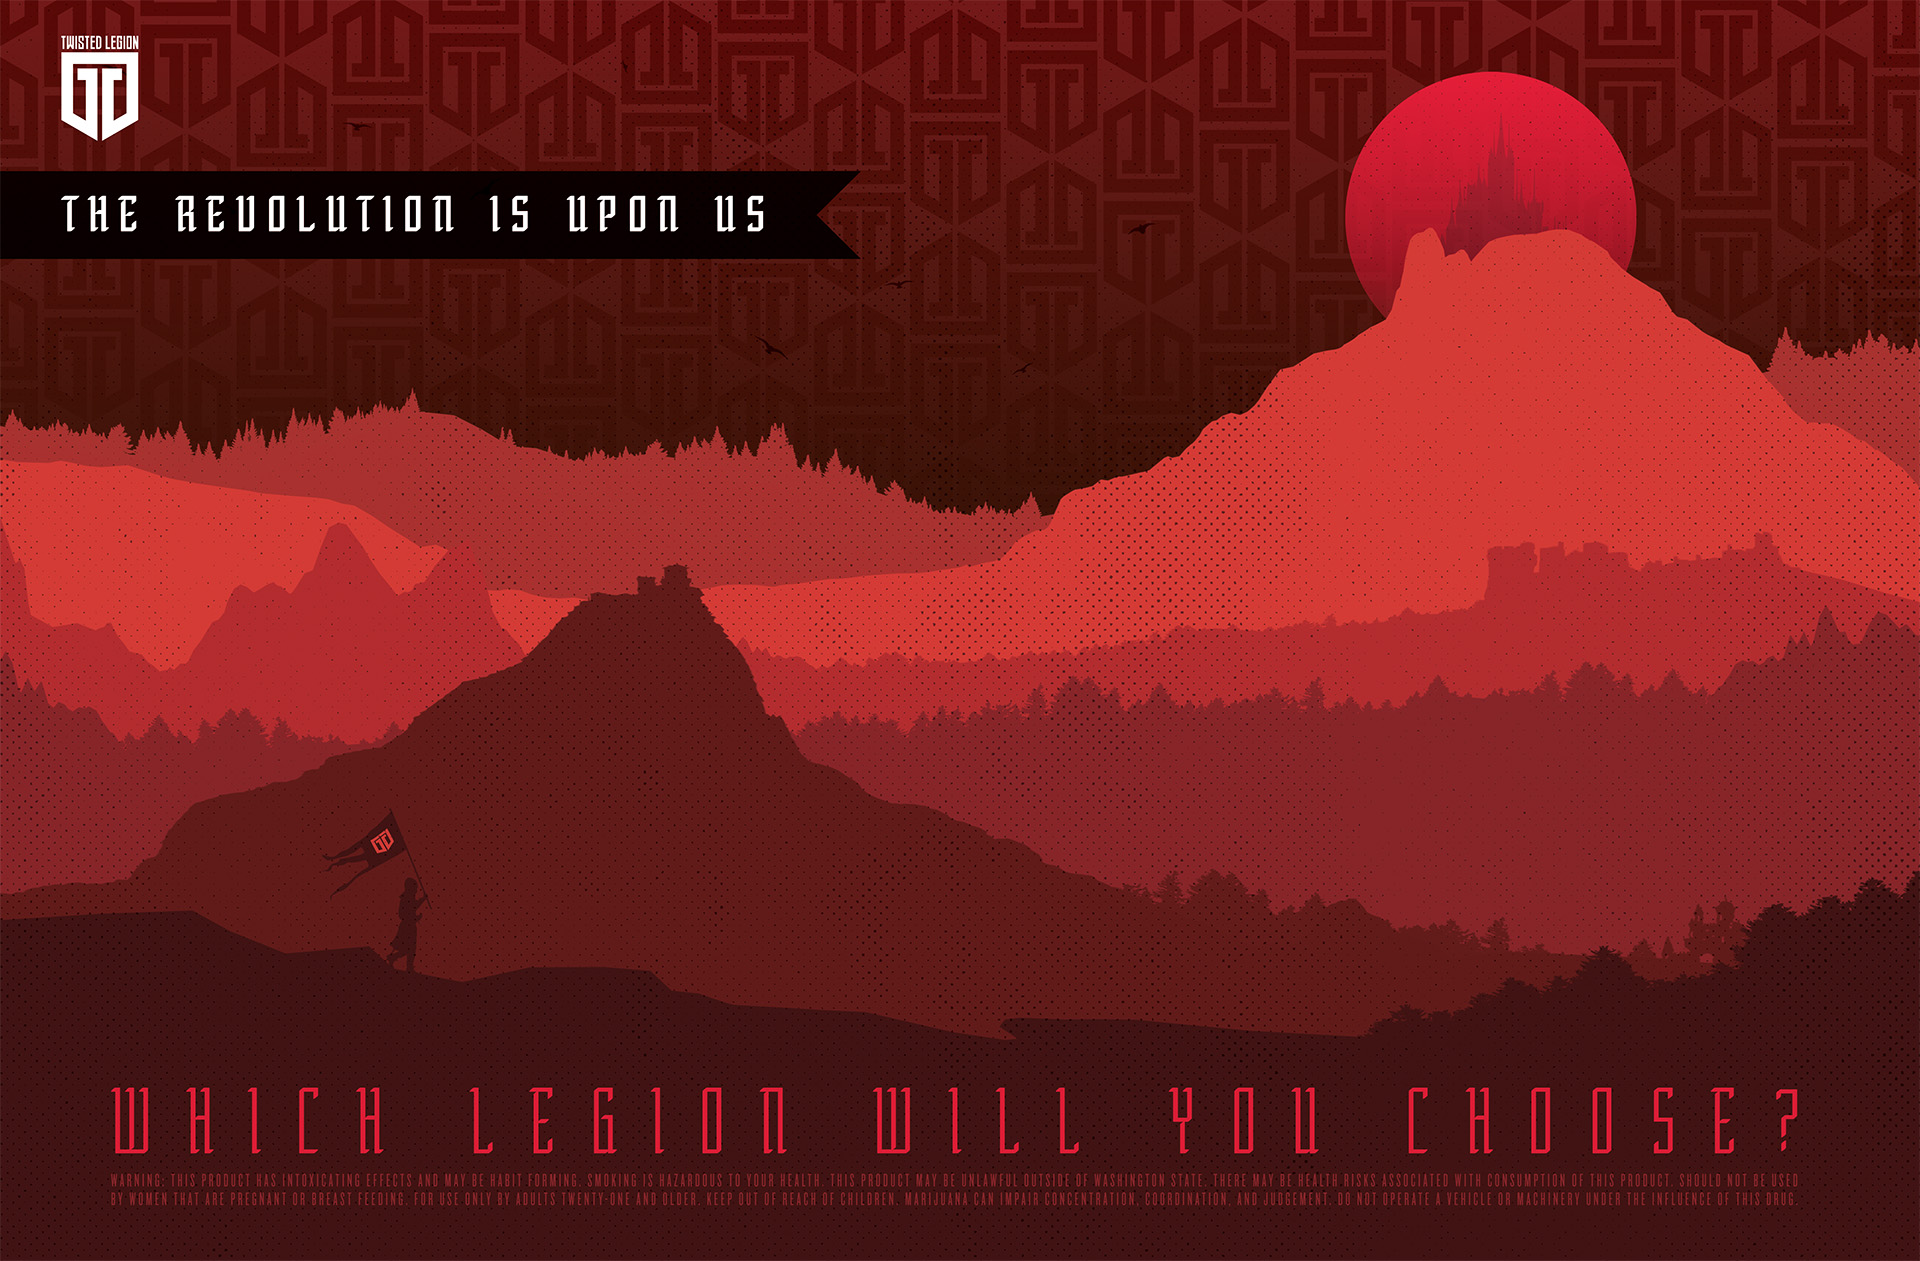 TWISTED LEGION
THE REVOLUTION IS UPON US
WHICH LEGION WILL YOU CHOOSE?
WARNING: THIS PRODUCT HAS INTOXICATING EFFECTS AND MAY BE HABIT FORMING. SMOKING IS HAZARDOUS TO YOUR HEALTH. THIS PRODUCT MAY BE UNLAWFUL OUTSIDE OF WASHINGTON STATE. THERE MAY BE HEALTH RISKS ASSOCIATED WITH CONSUMPTION OF THIS PRODUCT. SHOULD NOT BE USED
BY WOMEN THAT ARE PREGNANT OR BREAST FEEDING. FOR USE ONLY BY ADULTS TWENTY-ONE AND OLDER. KEEP OUT OF REACH OF CHILDREN. MARIJUANA CAN IMPAIR CONCENTRATION, COORDINATION, AND JUDGEMENT. DO NOT OPERATE A VEHICLE OR MACHINERY UNDER THE INFLUENCE OF THIS DRUG.